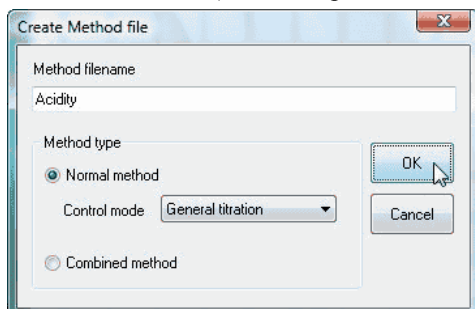 Create Method file
Method filename
Acidity
Method type
Normal method
Control mode General titration
Combined method
OK
Cancel